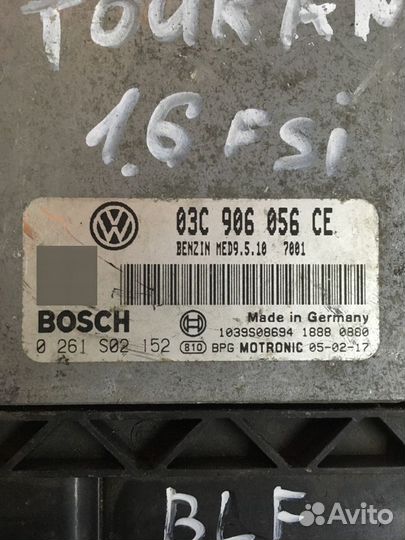 TOURAN
1.6 FSi
03C 906 056 CE
BENZIN MED9.5.10 7001
BOSCH
Made in Germany
1039S08694 1888 0880
0 261 S02 152 810 BPG MOTRONIC 05-02-17
BLF
Avito